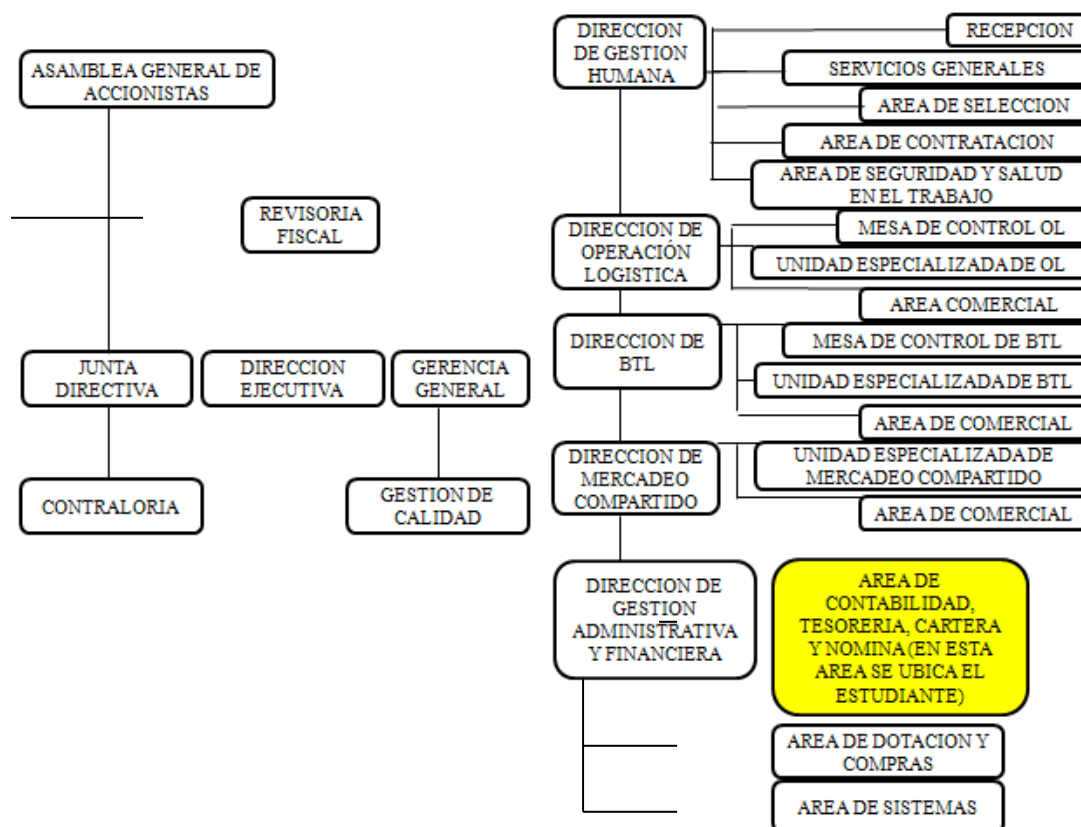 ASAMBLEA GENERAL DE
ACCIONISTAS
REVISORIA
FISCAL
JUNTA
DIRECTIVA
DIRECCION
EJECUTIVA
GERENCIA
GENERAL
CONTRALORIA
GESTION DE
CALIDAD
DIRECCION
DE GESTION
HUMANA
RECEPCION
SERVICIOS GENERALES
AREA DE SELECCION
AREA DE CONTRATACION
AREA DE SEGURIDAD Y SALUD
EN EL TRABAJO
DIRECCION DE
OPERACIÓN
LOGISTICA
MESA DE CONTROL OL
UNIDAD ESPECIALIZADA DE OL
AREA COMERCIAL
DIRECCION DE
BTL
MESA DE CONTROL DE BTL
UNIDAD ESPECIALIZADA DE BTL
AREA DE COMERCIAL
DIRECCION DE
MERCADEO
COMPARTIDO
UNIDAD ESPECIALIZADA DE
MERCADEO COMPARTIDO
AREA DE COMERCIAL
DIRECCION DE
GESTION
ADMINISTRATIVA
Y FINANCIERA
AREA DE
CONTABILIDAD,
TESORERIA, CARTERA
Y NOMINA (EN ESTA
AREA SE UBICA EL
ESTUDIANTE)
AREA DE DOTACION Y
COMPRAS
AREA DE SISTEMAS